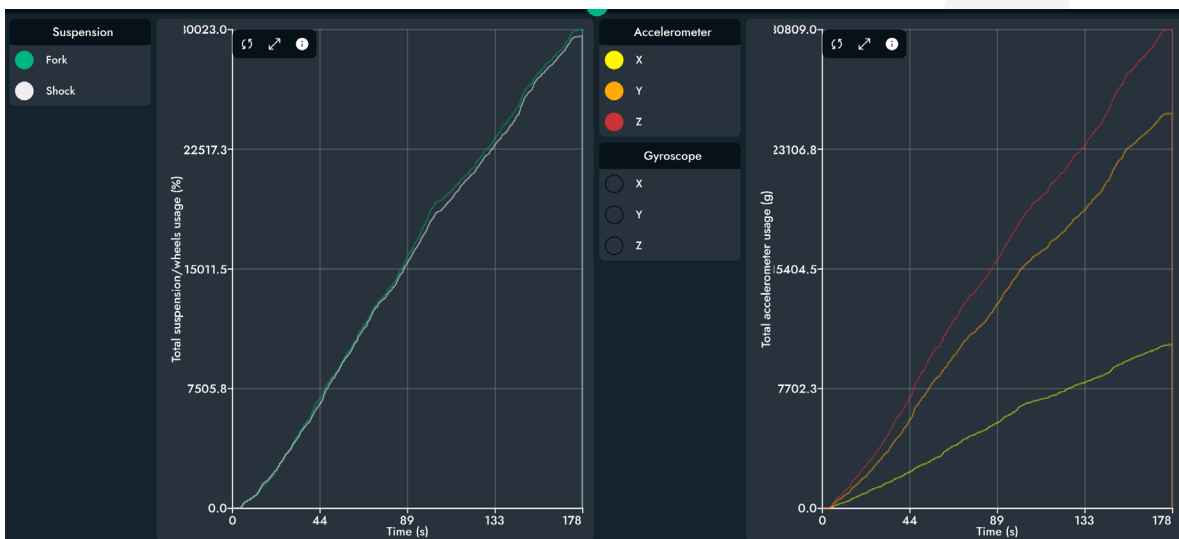 Suspension
Fork
Shock
30023.0
22517.3
15011.5
7505.8
0.0
Total suspension/wheels usage (%)
0
44
89
133
178
Time (s)
Accelerometer
X
Y
Z
Gyroscope
X
Y
Z
30809.0
23106.8
15404.5
7702.3
0.0
Total accelerometer usage (g)
0
44
89
133
178
Time (s)